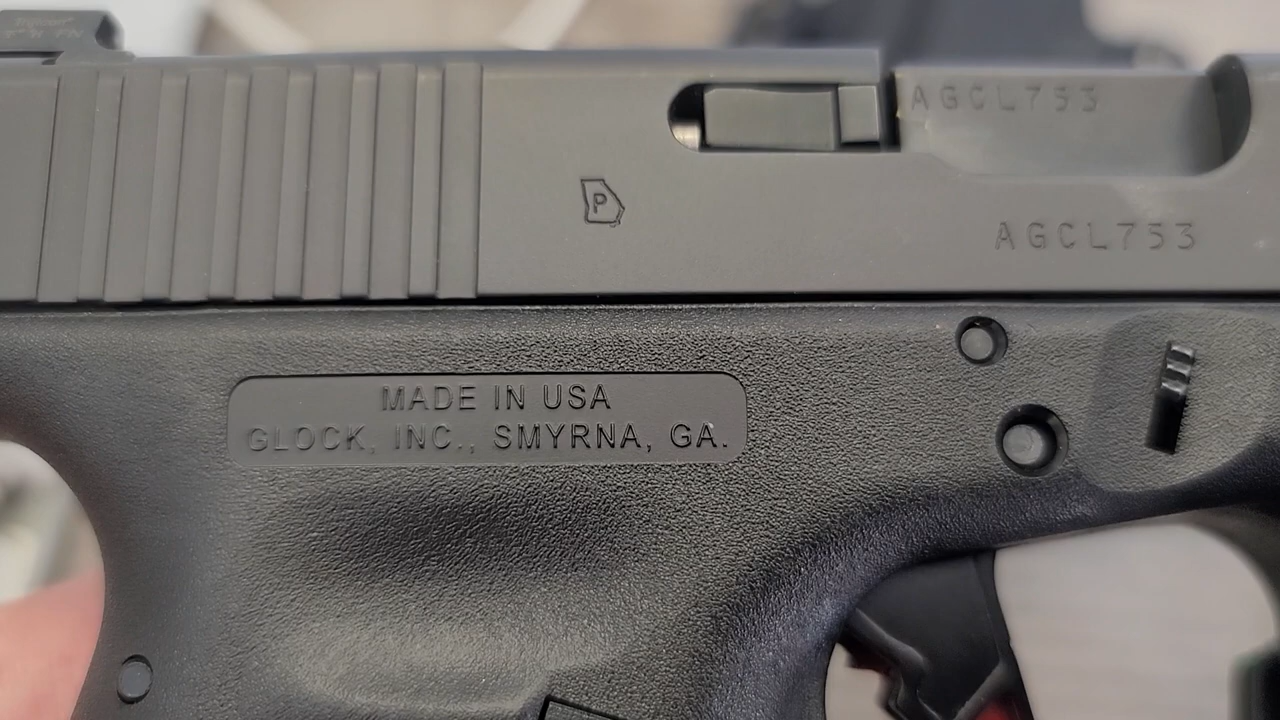 AGCL753
P
AGCL753
MADE IN USA
GLOCK, INC., SMYRNA, GA.